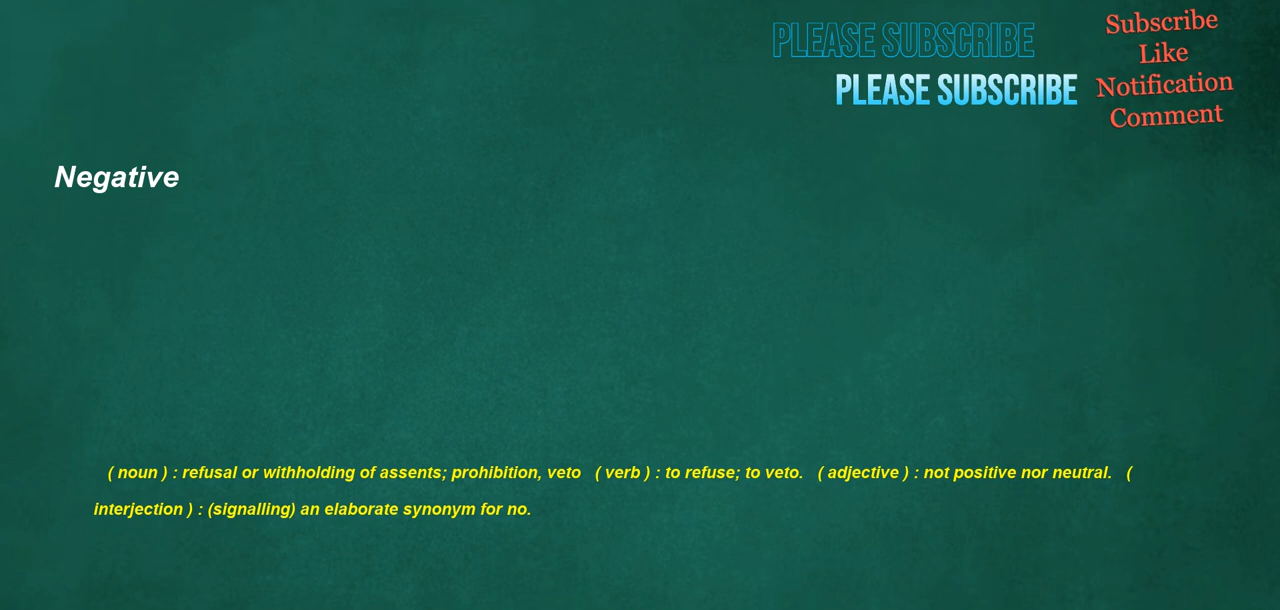 PLEASE SUBSCRIBE
PLEASE SUBSCRIBE
Subscribe
Like
Notification
Comment
Negative
( noun ) : refusal or withholding of assents; prohibition, veto ( verb ) : to refuse; to veto. ( adjective ) : not positive nor neutral. (
interjection ) : (signalling) an elaborate synonym for no.